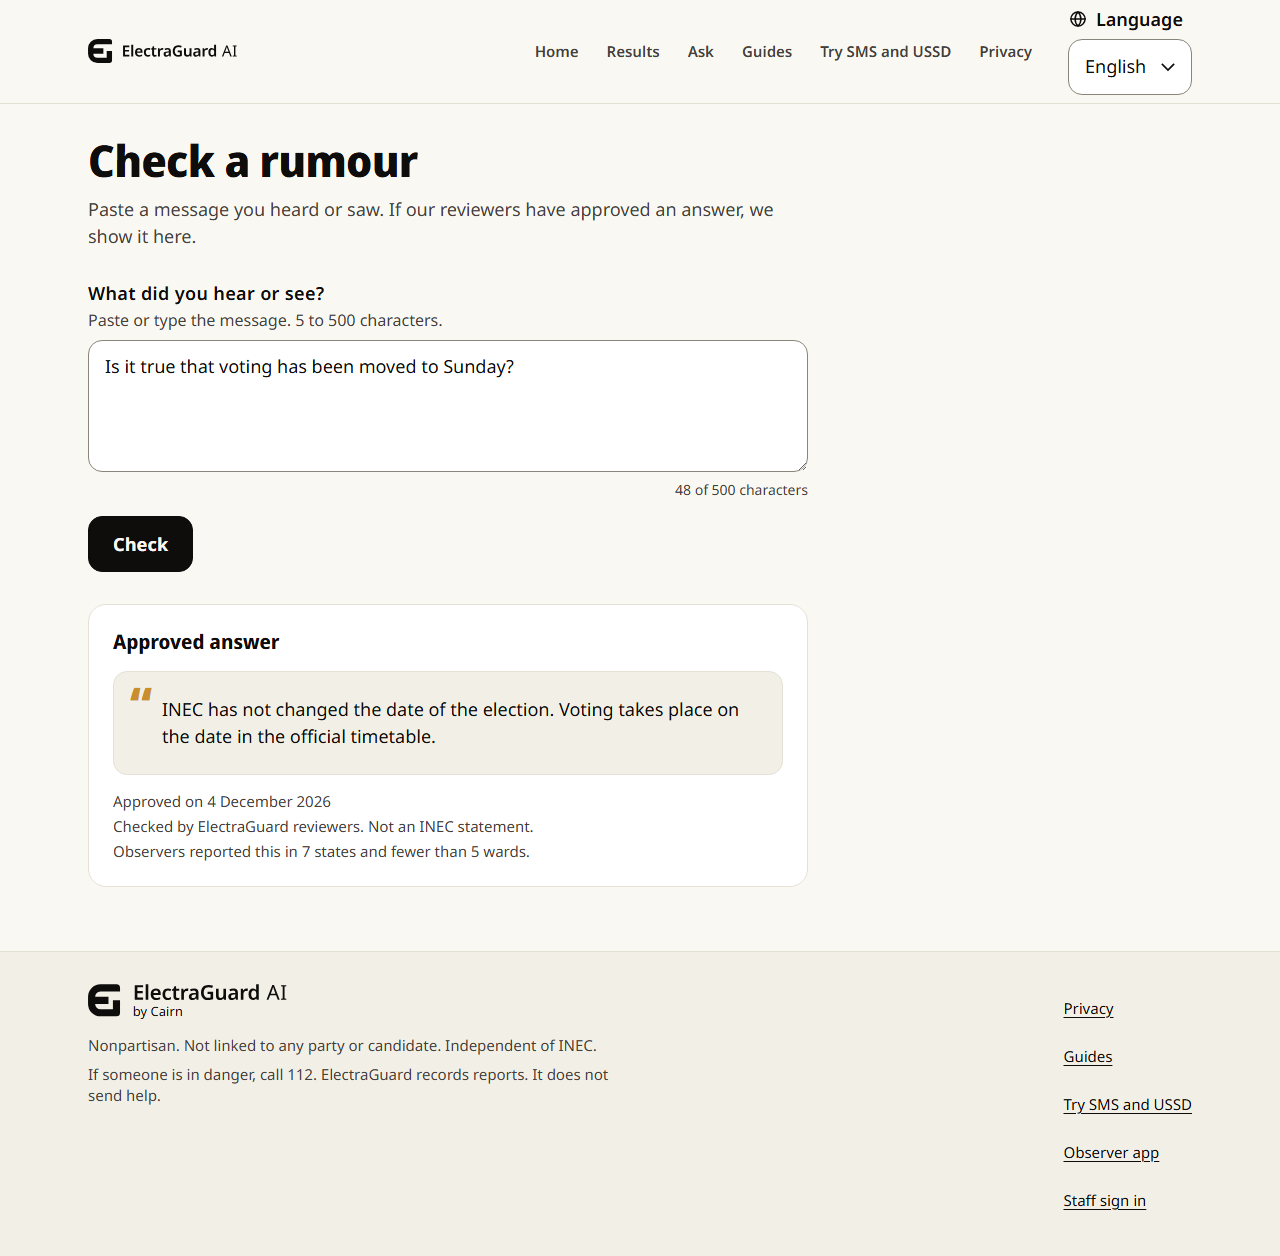 ElectraGuard AI
Home
Results
Ask
Guides
Try SMS and USSD
Privacy
Language
English
Check a rumour
Paste a message you heard or saw. If our reviewers have approved an answer, we
show it here.
What did you hear or see?
Paste or type the message. 5 to 500 characters.
Is it true that voting has been moved to Sunday?
48 of 500 characters
Check
Approved answer
“
INEC has not changed the date of the election. Voting takes place on
the date in the official timetable.
Approved on 4 December 2026
Checked by ElectraGuard reviewers. Not an INEC statement.
Observers reported this in 7 states and fewer than 5 wards.
ElectraGuard AI
by Cairn
Nonpartisan. Not linked to any party or candidate. Independent of INEC.
If someone is in danger, call 112. ElectraGuard records reports. It does not
send help.
Privacy
Guides
Try SMS and USSD
Observer app
Staff sign in